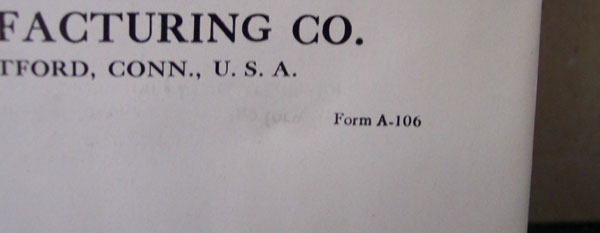 FACTURING CO.
TFORD, CONN., U. S. A.
Form A-106